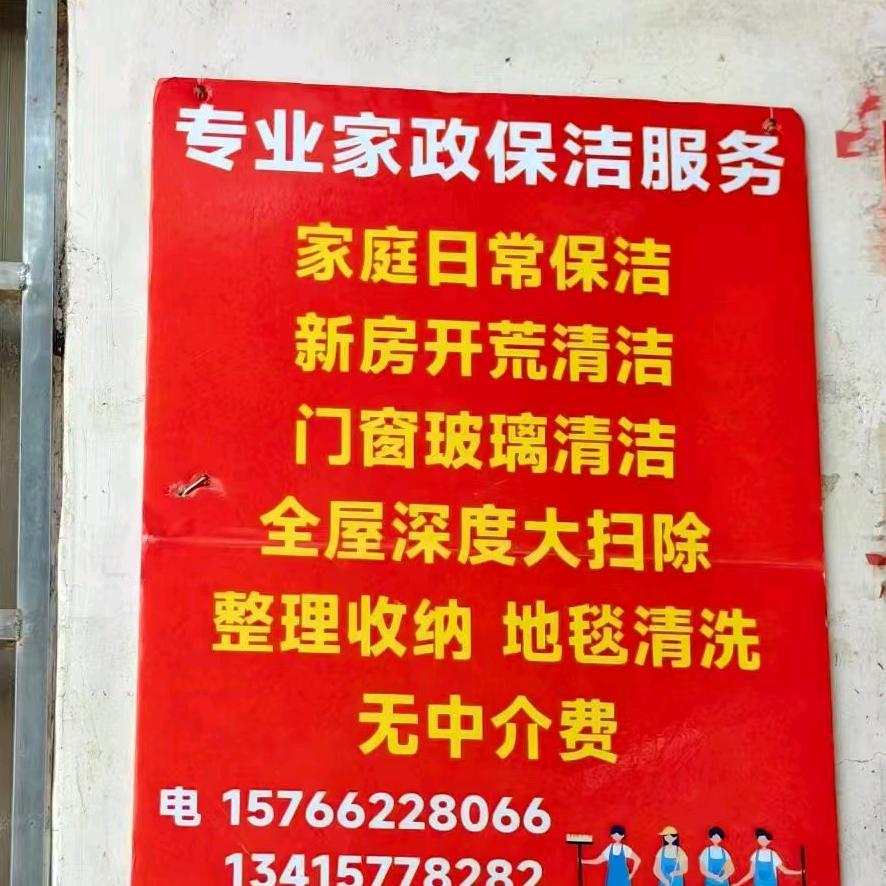 专业家政保洁服务
家庭日常保洁
新房开荒清洁
门窗玻璃清洁
全屋深度大扫除
整理收纳 地毯清洗
无中介费
电 15766228066
13415778282